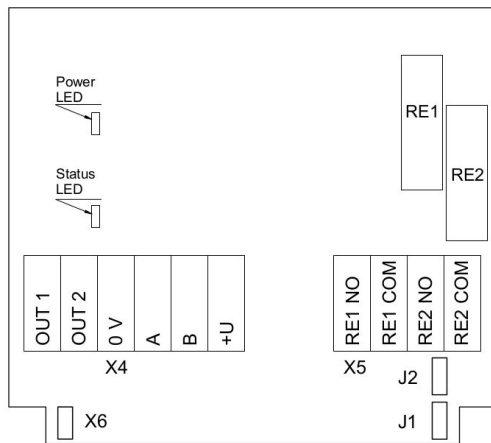 Power
LED
RE1
RE2
Status
LED
OUT 1
OUT 2
0 V
A
B
+U
RE1 NO
RE1 COM
RE2 NO
RE2 COM
X4
X5
J2
X6
J1